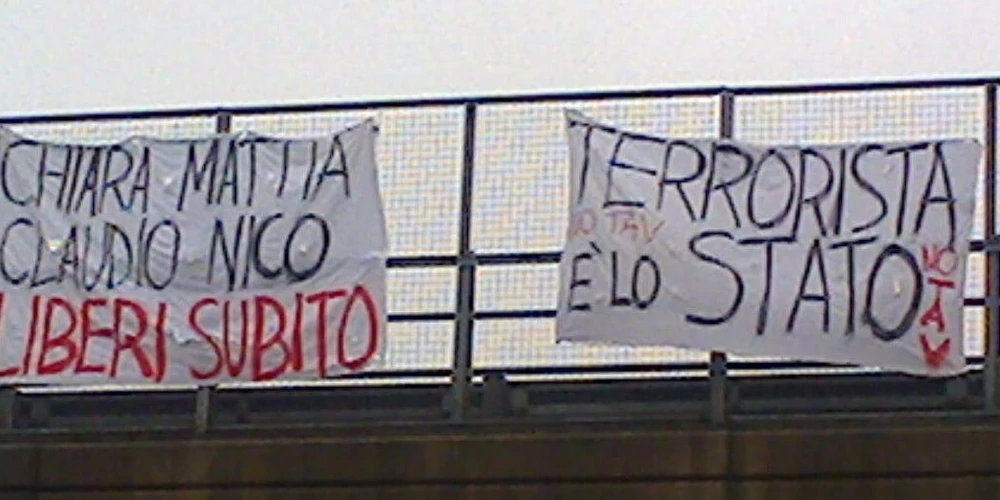 CHIARA MATTIA
CLAUDIO NICO
LIBERI SUBITO
TERRORISTA
NO TAV
È LO STATO
NO
TAV